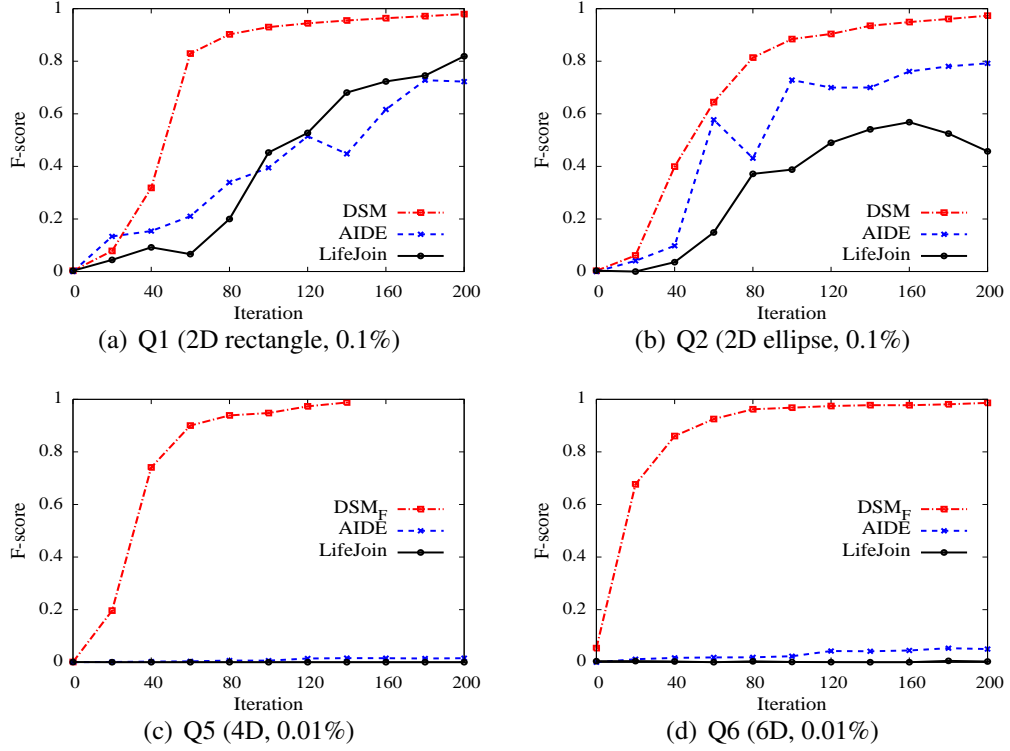 1
0.8
0.6
0.4
0.2
0
F-score
DSM
AIDE
LifeJoin
0 40 80 120 160 200
Iteration
(a) Q1 (2D rectangle, 0.1%)
1
0.8
0.6
0.4
0.2
0
F-score
DSM
AIDE
LifeJoin
0 40 80 120 160 200
Iteration
(b) Q2 (2D ellipse, 0.1%)
1
0.8
0.6
0.4
0.2
0
F-score
DSM_F
AIDE
LifeJoin
0 40 80 120 160 200
Iteration
(c) Q5 (4D, 0.01%)
1
0.8
0.6
0.4
0.2
0
F-score
DSM_F
AIDE
LifeJoin
0 40 80 120 160 200
Iteration
(d) Q6 (6D, 0.01%)